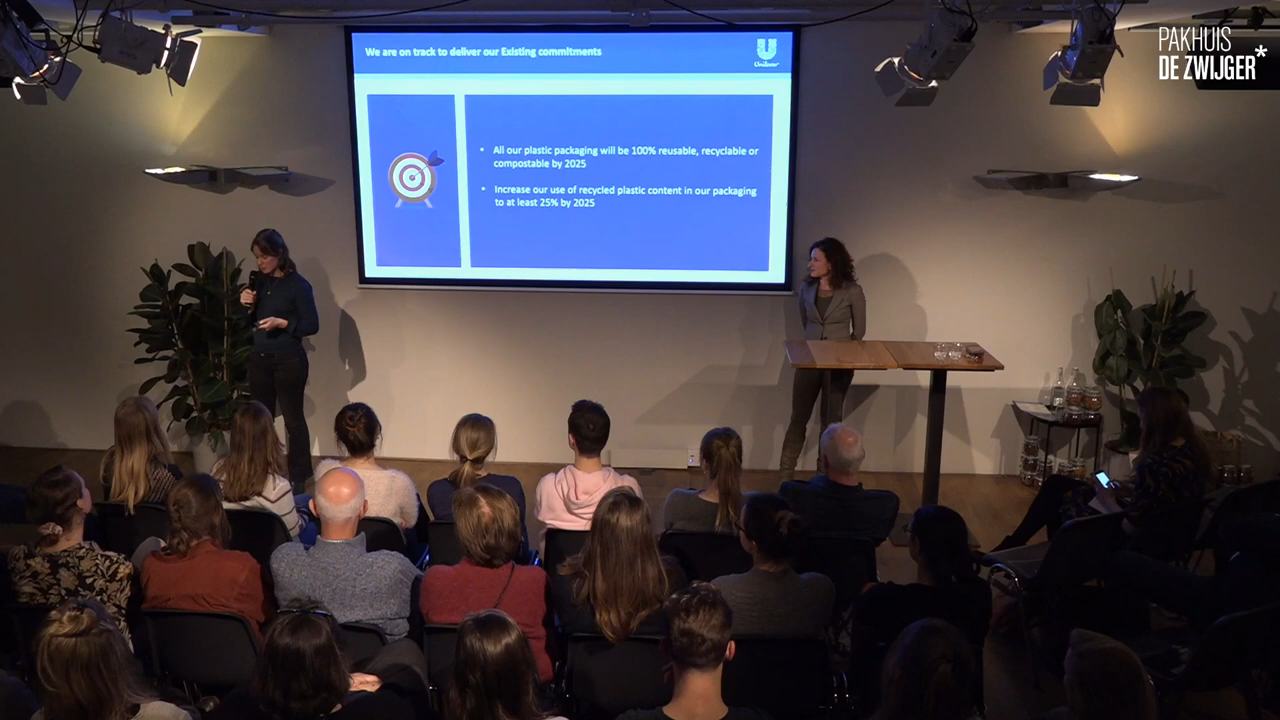 We are on track to deliver our Existing commitments
Unilever
• All our plastic packaging will be 100% reusable, recyclable or
compostable by 2025
• Increase our use of recycled plastic content in our packaging
to at least 25% by 2025
PAKHUIS
DE ZWIJGER*